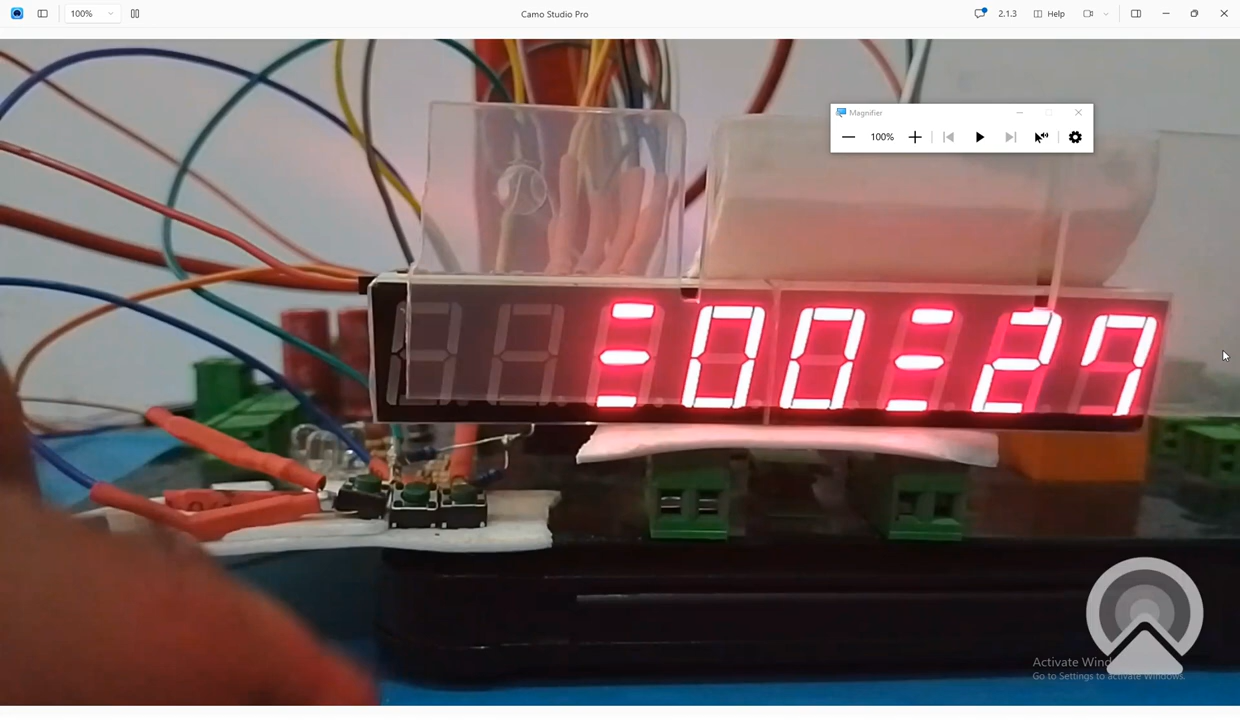 100%
Camo Studio Pro
2.1.3
Help
Magnifier
100%
≡00≡27
Activate Wind
Go to Settings to activate Windows.